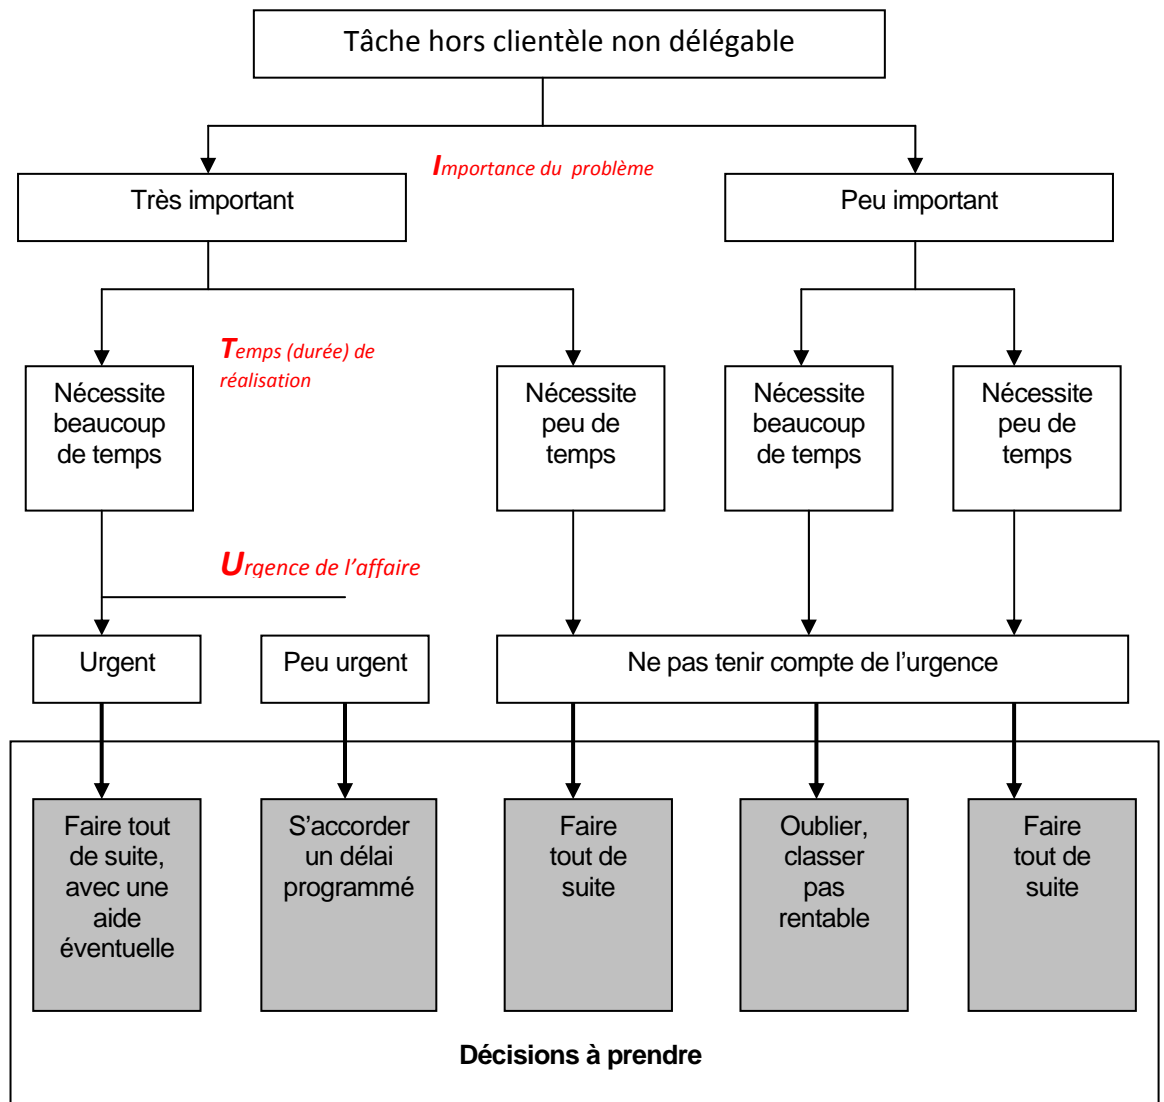 Tâche hors clientèle non délégable
Importance du problème
Très important
Peu important
Temps (durée) de
réalisation
Nécessite
beaucoup
de temps
Nécessite
peu de
temps
Nécessite
beaucoup
de temps
Nécessite
peu de
temps
Urgence de l’affaire
Urgent
Peu urgent
Ne pas tenir compte de l’urgence
Faire tout
de suite,
avec une
aide
éventuelle
S’accorder
un délai
programmé
Faire
tout de
suite
Oublier,
classer
pas
rentable
Faire
tout de
suite
Décisions à prendre